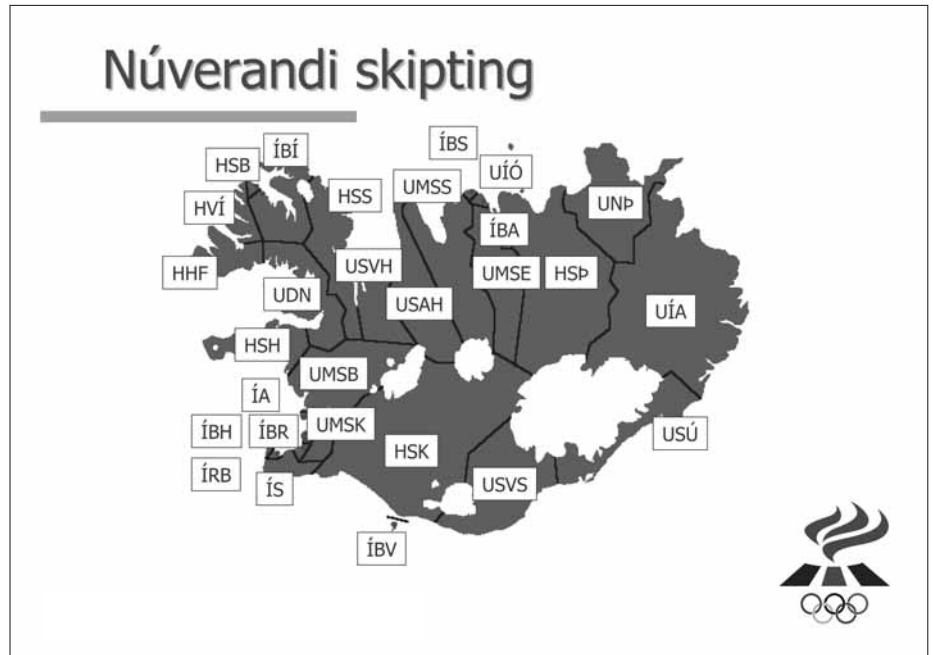 Núverandi skipting
ÍBS
ÍBÍ
HSB
UÍÓ
UMSS
HSS
UNÞ
HVÍ
ÍBA
USVH
HHF
UMSE
HSÞ
UDN
USAH
UÍA
HSH
UMSB
ÍA
UMSK
ÍBH
ÍBR
USÚ
HSK
ÍRB
ÍS
USVS
ÍBV